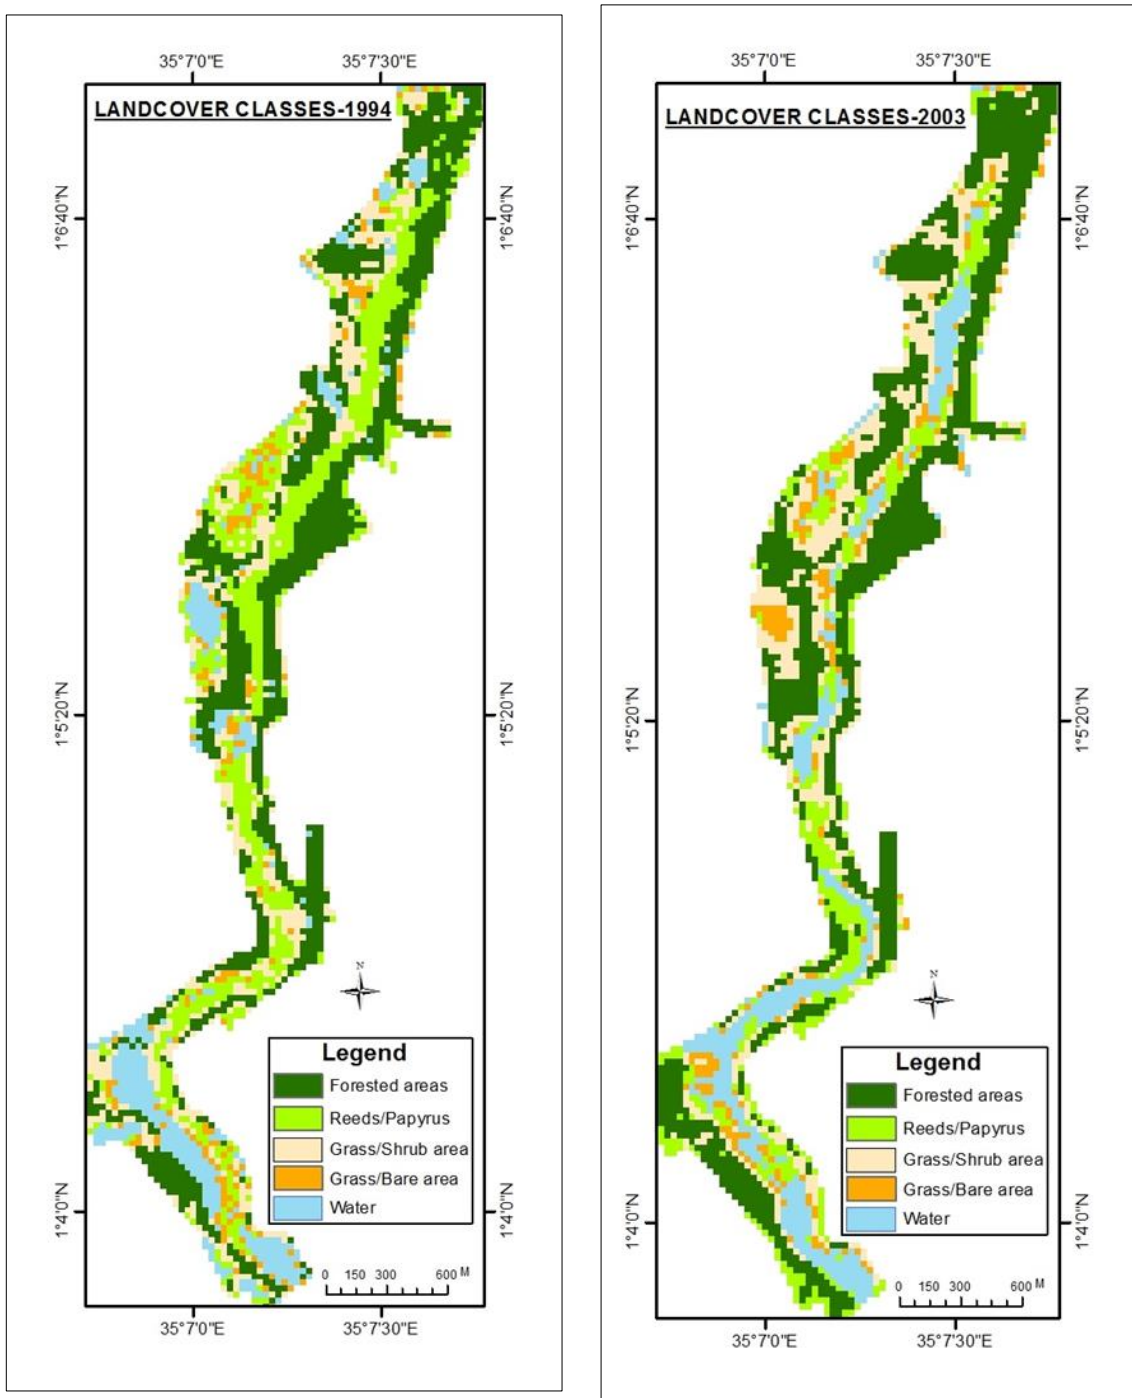 35°7'0"E 35°7'30"E
LANDCOVER CLASSES-1994
1°6'40"N 1°6'40"N
1°5'20"N 1°5'20"N
N
Legend
Forested areas
Reeds/Papyrus
Grass/Shrub area
Grass/Bare area
Water
1°4'0"N 1°4'0"N
0 150 300 600 M
35°7'0"E 35°7'30"E
35°7'0"E 35°7'30"E
LANDCOVER CLASSES-2003
1°6'40"N 1°6'40"N
1°5'20"N 1°5'20"N
N
Legend
Forested areas
Reeds/Papyrus
Grass/Shrub area
Grass/Bare area
Water
1°4'0"N 1°4'0"N
0 150 300 600 M
35°7'0"E 35°7'30"E